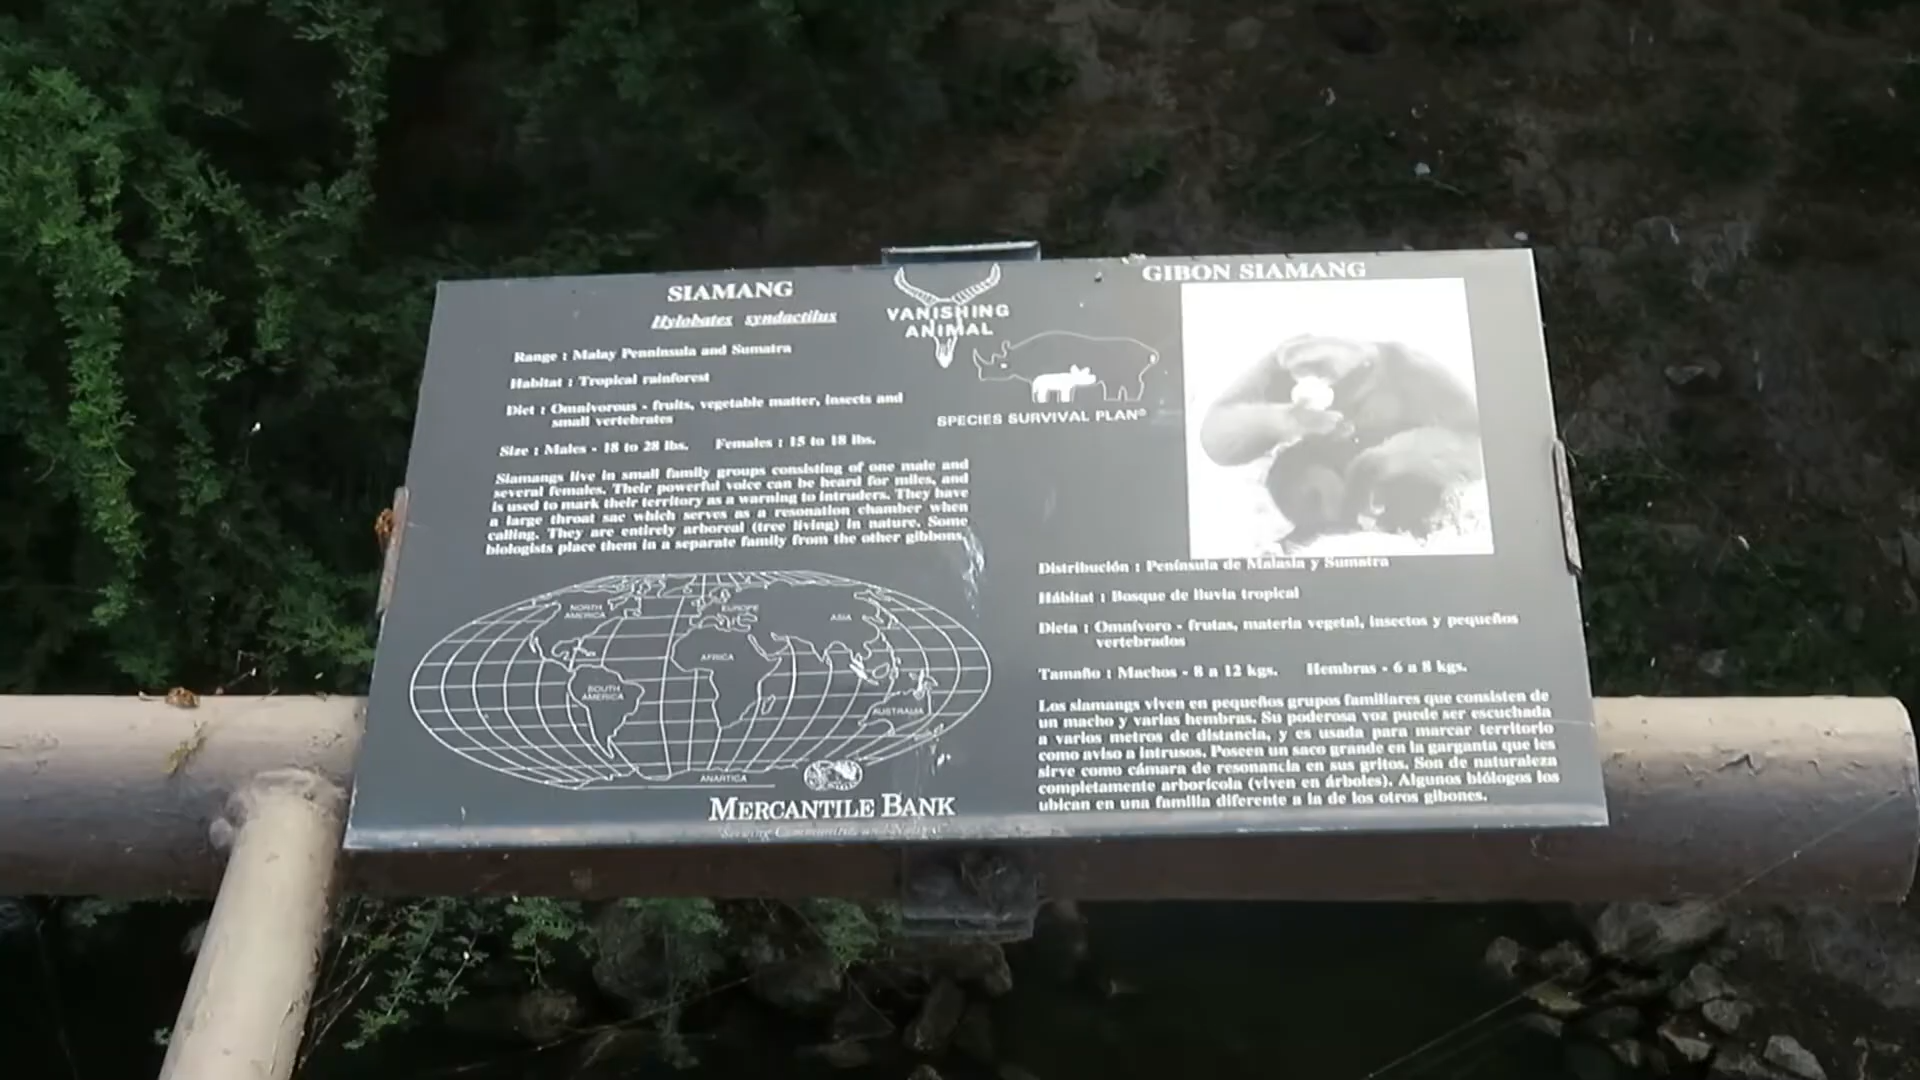 SIAMANG
Hylobates syndactilus
Range : Malay Penninsula and Sumatra
Habitat : Tropical rainforest
Diet : Omnivorous - fruits, vegetable matter, insects and
small vertebrates
Size : Males - 18 to 28 lbs. Females : 15 to 18 lbs.
Siamangs live in small family groups consisting of one male and
several females. Their powerful voice can be heard for miles, and
is used to mark their territory as a warning to intruders. They have
a large throat sac which serves as a resonation chamber when
calling. They are entirely arboreal (tree living) in nature. Some
biologists place them in a separate family from the other gibbons.
NORTH
AMERICA
EUROPE
ASIA
AFRICA
SOUTH
AMERICA
AUSTRALIA
ANARTICA
MERCANTILE BANK
Serving Communities and
VANISHING
ANIMAL
SPECIES SURVIVAL PLAN®
GIBON SIAMANG
Distribución : Península de Malasia y Sumatra
Hábitat : Bosque de lluvia tropical
Dieta : Omnívoro - frutas, materia vegetal, insectos y pequeños
vertebrados
Tamaño : Machos - 8 a 12 kgs. Hembras - 6 a 8 kgs.
Los siamangs viven en pequeños grupos familiares que consisten de
un macho y varias hembras. Su poderosa voz puede ser escuchada
a varios metros de distancia, y es usada para marcar territorio
como aviso a intrusos. Poseen un saco grande en la garganta que les
sirve como cámara de resonancia en sus gritos. Son de naturaleza
completamente arborícola (viven en árboles). Algunos biólogos los
ubican en una familia diferente a la de los otros gibones.